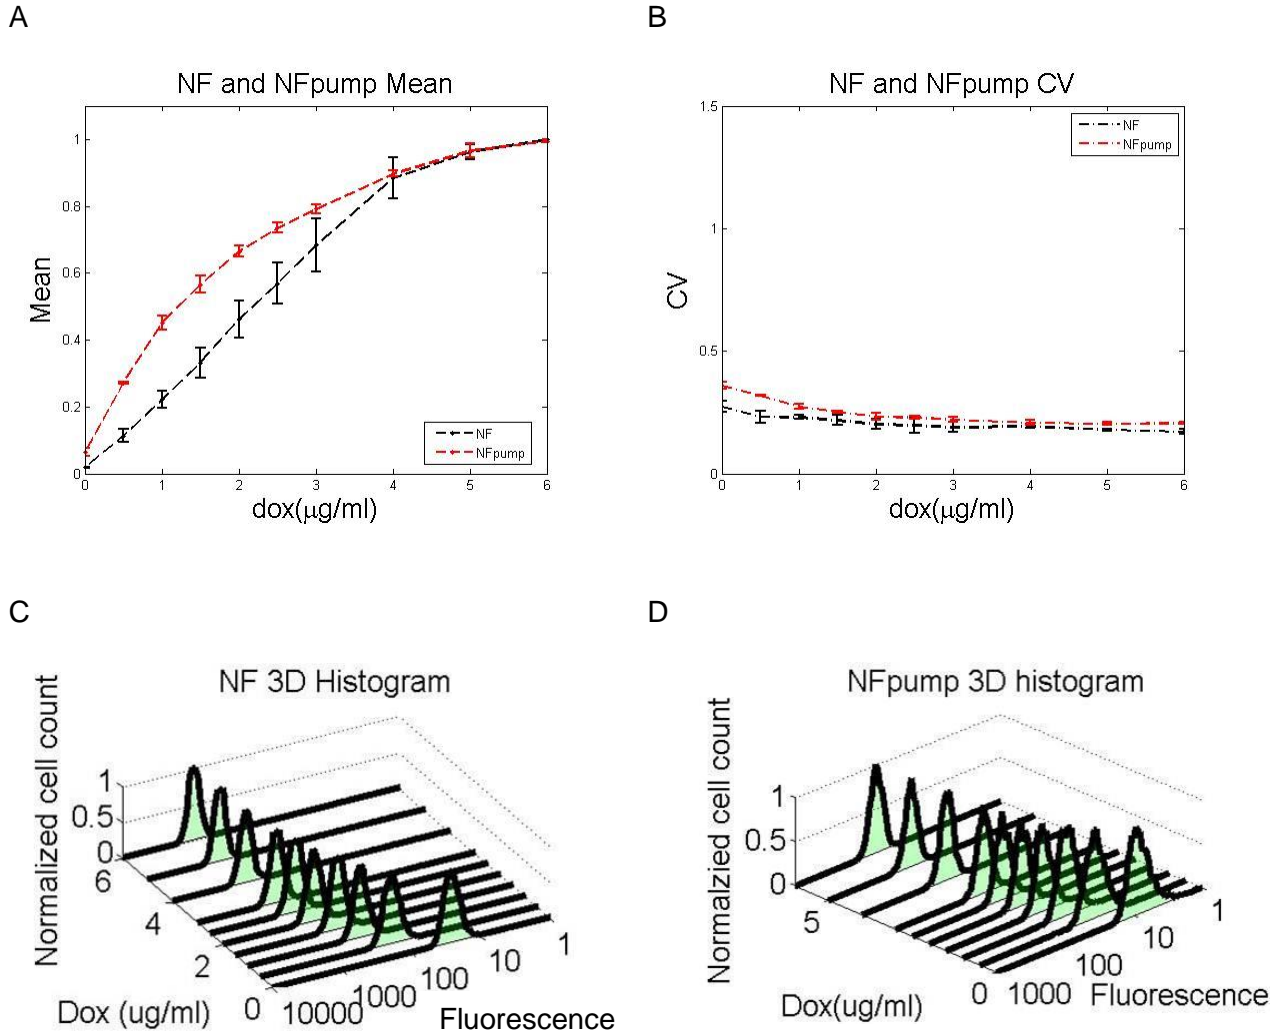 A
NF and NFpump Mean
1
0.8
0.6
0.4
0.2
0
0 1 2 3 4 5 6
Mean
dox(μg/ml)
NF
NFpump
B
NF and NFpump CV
1.5
1
0.5
0
0 1 2 3 4 5 6
CV
dox(μg/ml)
NF
NFpump
C
NF 3D Histogram
Normalized cell count
1
0.5
0
6
4
2
0
Dox (ug/ml)
10000
1000
100
10
1
Fluorescence
D
NFpump 3D histogram
Normalzied cell count
1
0.5
0
5
0
Dox(ug/ml)
1000
100
10
1
Fluorescence